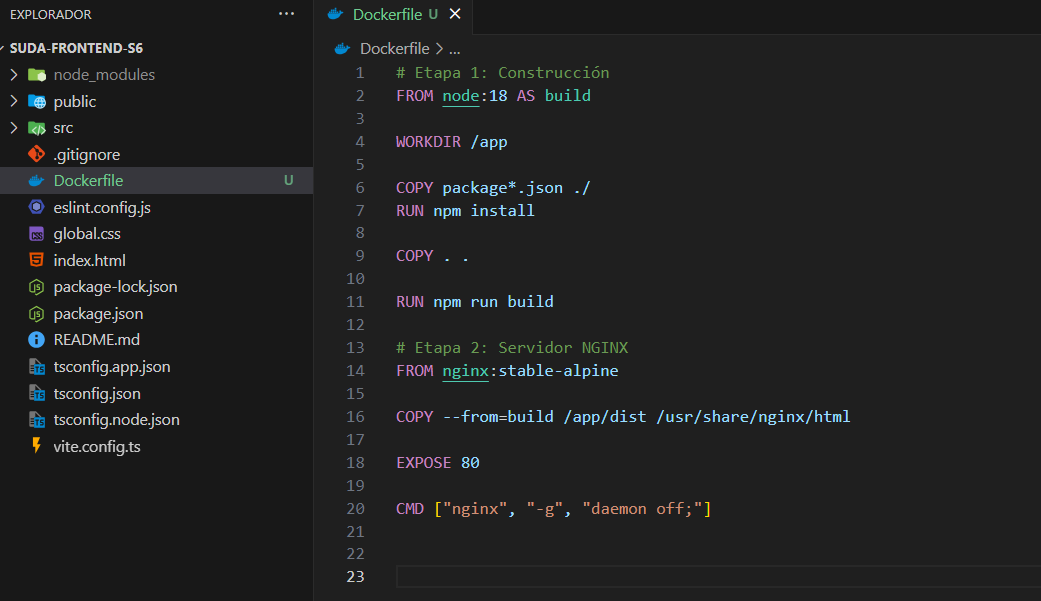 EXPLORADOR ...
SUDA-FRONTEND-S6
node_modules
public
src
.gitignore
Dockerfile U
eslint.config.js
global.css
index.html
package-lock.json
package.json
README.md
tsconfig.app.json
tsconfig.json
tsconfig.node.json
vite.config.ts
Dockerfile U ×
Dockerfile > ...
1 # Etapa 1: Construcción
2 FROM node:18 AS build
3
4 WORKDIR /app
5
6 COPY package*.json ./
7 RUN npm install
8
9 COPY . .
10
11 RUN npm run build
12
13 # Etapa 2: Servidor NGINX
14 FROM nginx:stable-alpine
15
16 COPY --from=build /app/dist /usr/share/nginx/html
17
18 EXPOSE 80
19
20 CMD ["nginx", "-g", "daemon off;"]
21
22
23